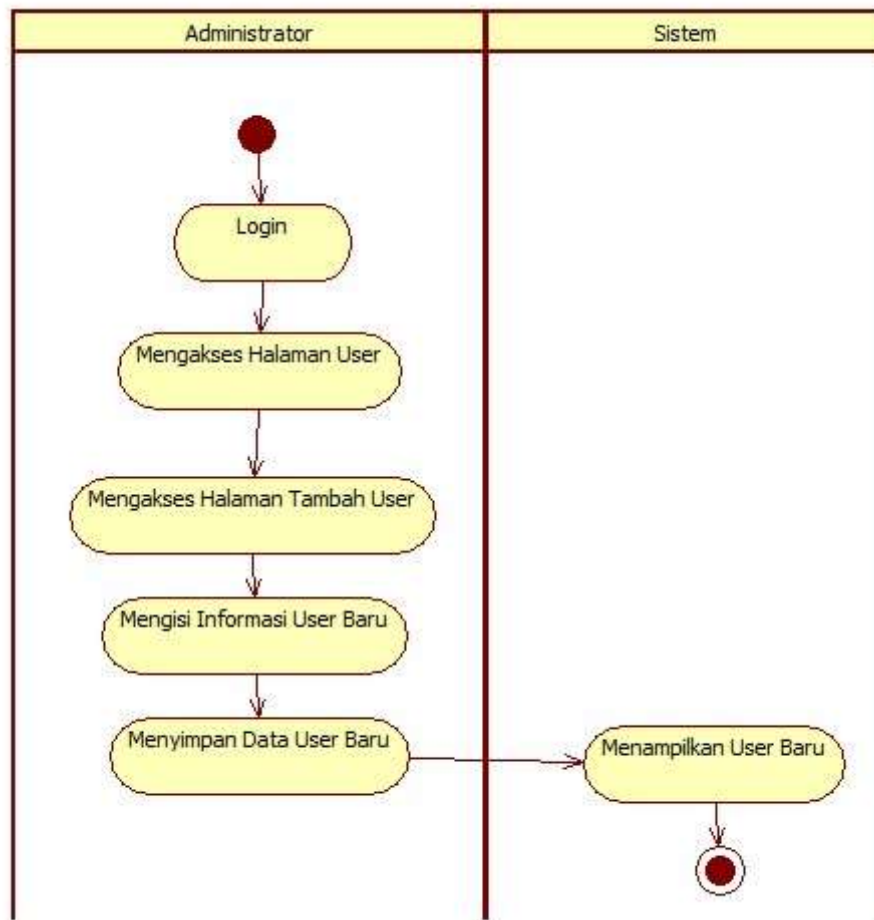 Administrator
Sistem
Login
Mengakses Halaman User
Mengakses Halaman Tambah User
Mengisi Informasi User Baru
Menyimpan Data User Baru
Menampilkan User Baru